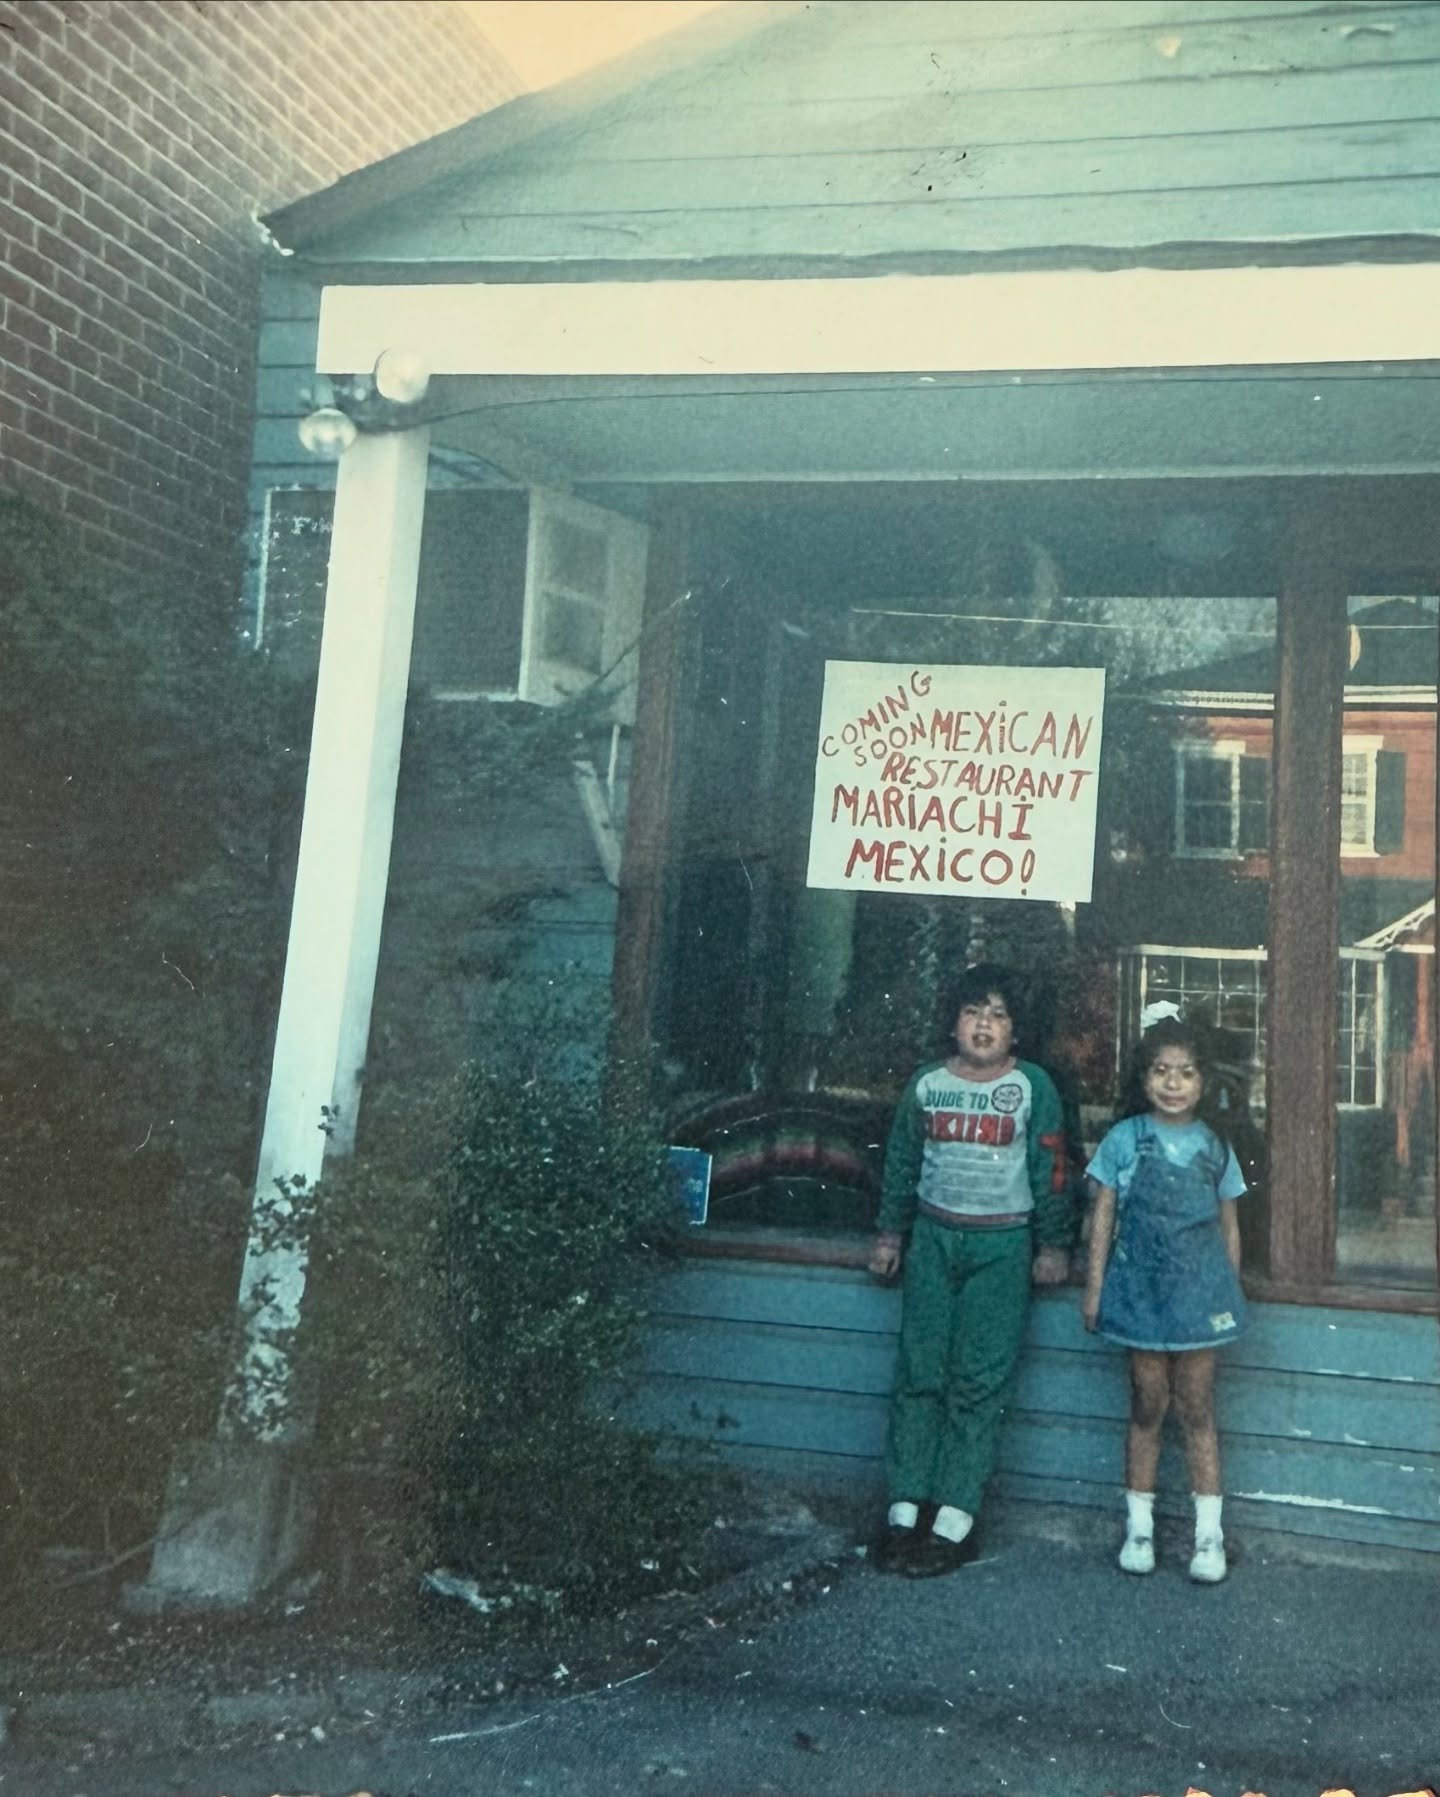 COMING
SOON MEXICAN
RESTAURANT
MARIACHI
MEXICO!
GUIDE TO